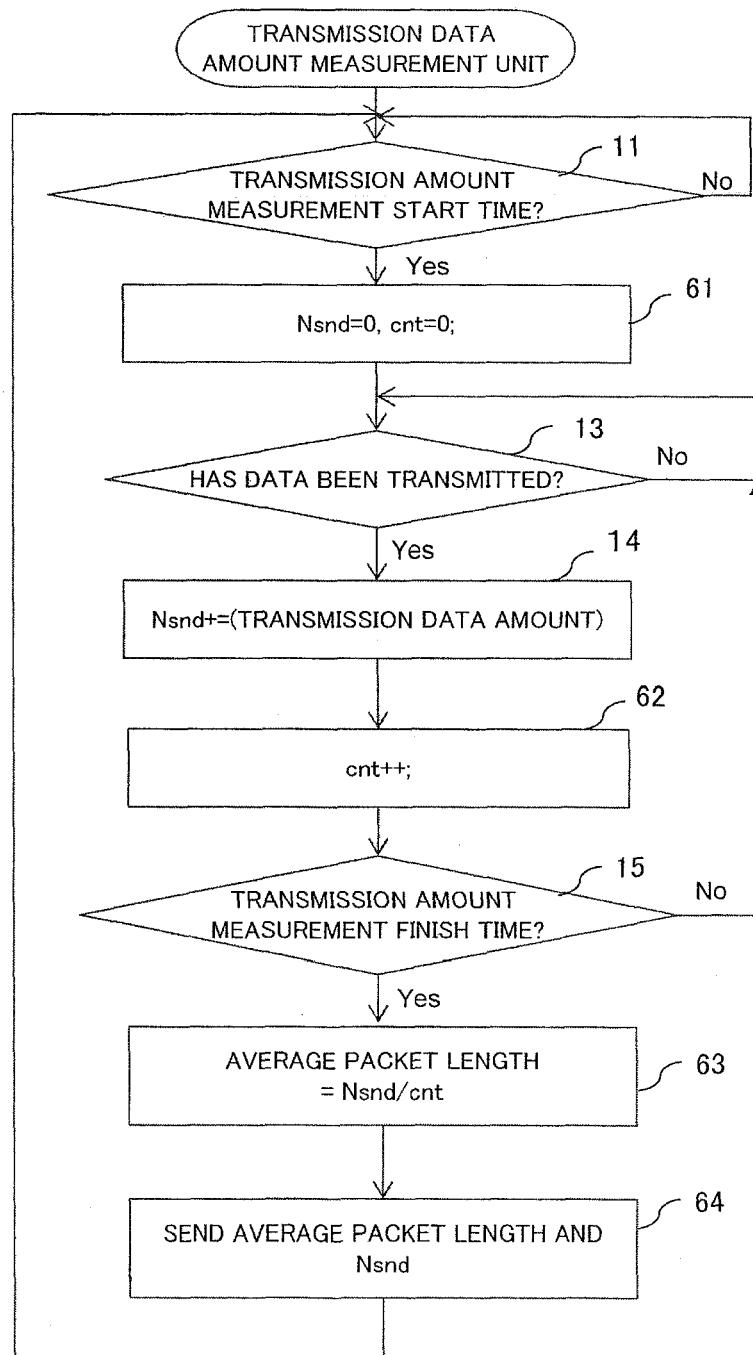 TRANSMISSION DATA
AMOUNT MEASUREMENT UNIT
11
TRANSMISSION AMOUNT
MEASUREMENT START TIME?
No
Yes
61
Nsnd=0, cnt=0;
13
HAS DATA BEEN TRANSMITTED?
No
Yes
14
Nsnd+=(TRANSMISSION DATA AMOUNT)
62
cnt++;
15
TRANSMISSION AMOUNT
MEASUREMENT FINISH TIME?
No
Yes
AVERAGE PACKET LENGTH
= Nsnd/cnt
63
64
SEND AVERAGE PACKET LENGTH AND
Nsnd